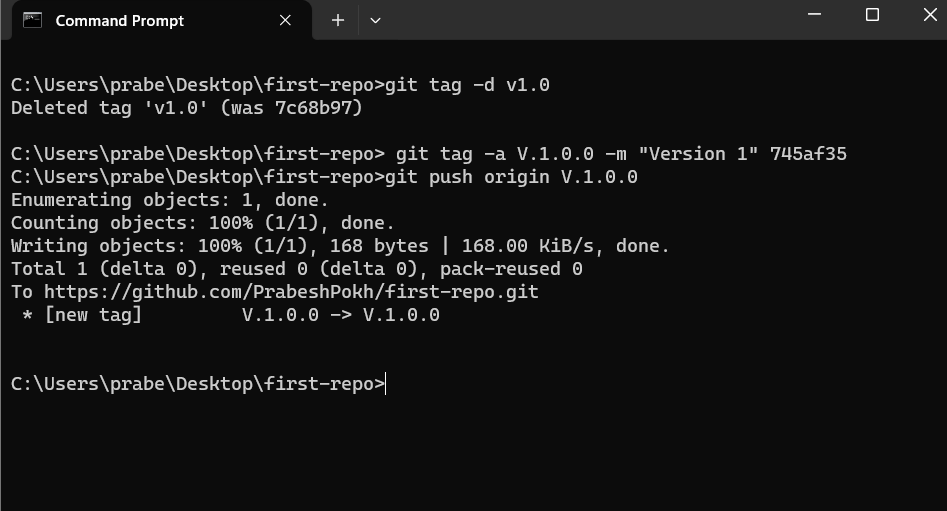 Command Prompt
C:\Users\prabe\Desktop\first-repo>git tag -d v1.0
Deleted tag 'v1.0' (was 7c68b97)
C:\Users\prabe\Desktop\first-repo> git tag -a V.1.0.0 -m "Version 1" 745af35
C:\Users\prabe\Desktop\first-repo>git push origin V.1.0.0
Enumerating objects: 1, done.
Counting objects: 100% (1/1), done.
Writing objects: 100% (1/1), 168 bytes | 168.00 KiB/s, done.
Total 1 (delta 0), reused 0 (delta 0), pack-reused 0
To https://github.com/PrabeshPokh/first-repo.git
 * [new tag]         V.1.0.0 -> V.1.0.0
C:\Users\prabe\Desktop\first-repo>